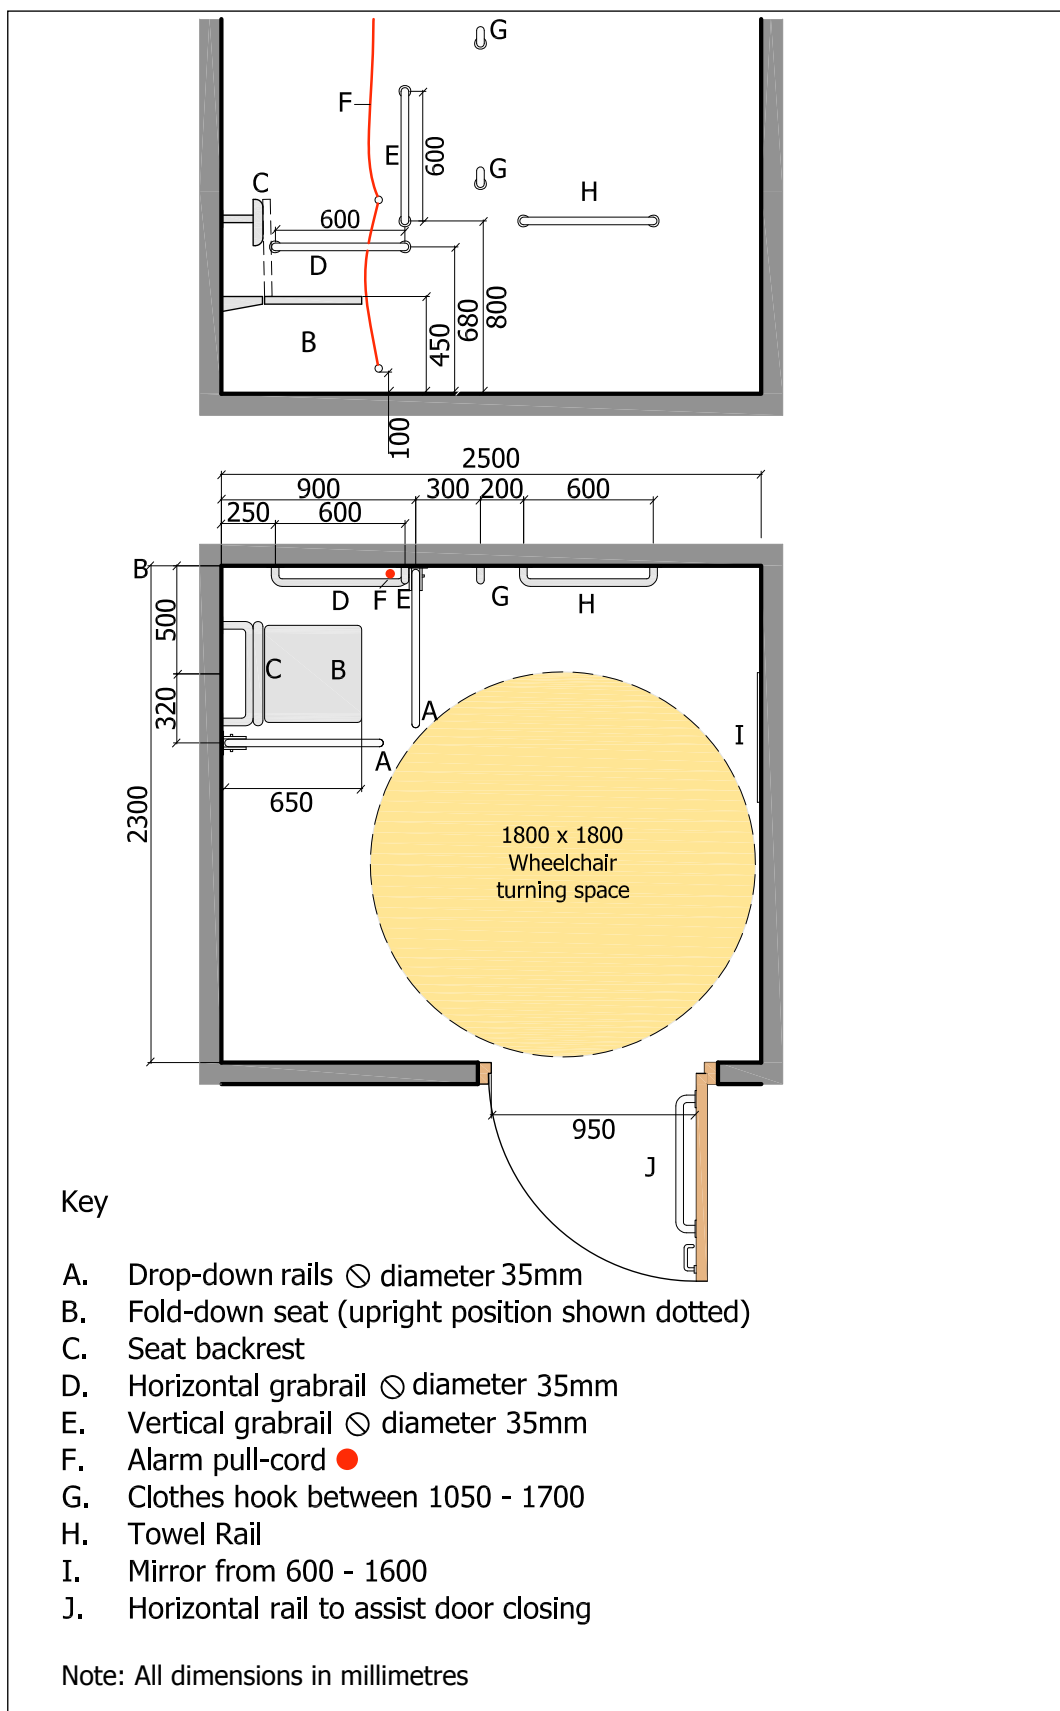 G
F
E
600
G
C
H
600
D
B
450
680
800
100
2500
900
300
200
600
250
600
B
D
F
E
G
H
500
C
B
320
A
A
I
650
2300
1800 x 1800
Wheelchair
turning space
950
J
Key
A. Drop-down rails ⦸ diameter 35mm
B. Fold-down seat (upright position shown dotted)
C. Seat backrest
D. Horizontal grabrail ⦸ diameter 35mm
E. Vertical grabrail ⦸ diameter 35mm
F. Alarm pull-cord
G. Clothes hook between 1050 - 1700
H. Towel Rail
I. Mirror from 600 - 1600
J. Horizontal rail to assist door closing
Note: All dimensions in millimetres